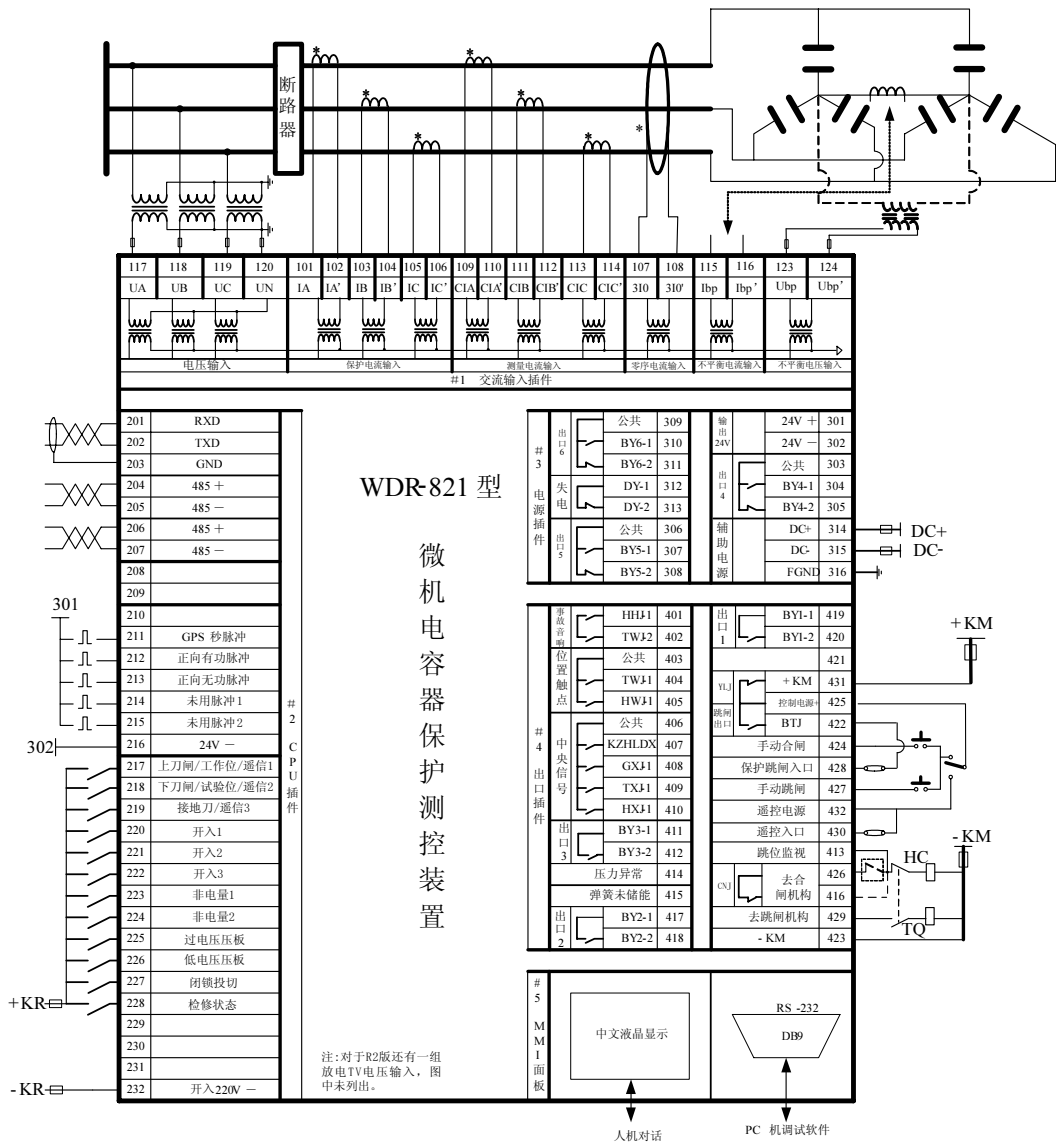 断路器
* * * * * * *
117 118 119 120 101 102 103 104 105 106 109 110 111 112 113 114 107 108 115 116 123 124
UA UB UC UN IA IA' IB IB' IC IC' CIA CIA' CIB CIB' CIC CIC' 3I0 3I0' Ibp Ibp' Ubp Ubp'
电压输入 保护电流输入 测量电流输入 零序电流输入 不平衡电流输入 不平衡电压输入
#1 交流输入插件
201 RXD
202 TXD
203 GND
204 485＋
205 485－
206 485＋
207 485－
208
209
210
301
211 GPS 秒脉冲
212 正向有功脉冲
213 正向无功脉冲
214 未用脉冲1
215 未用脉冲2
302 216 24V －
217 上刀闸/工作位/遥信1
218 下刀闸/试验位/遥信2
219 接地刀/遥信3
220 开入1
221 开入2
222 开入3
223 非电量1
224 非电量2
225 过电压压板
226 低电压压板
227 闭锁投切
+KR 228 检修状态
229
230
231
-KR 232 开入220V －
#2 CPU插件
WDR-821 型
微机电容器保护测控装置
注:对于R2版还有一组
放电TV电压输入，图
中未列出。
#3 电源插件
出口6
公共 309
BY6-1 310
BY6-2 311
失电
DY-1 312
DY-2 313
出口5
公共 306
BY5-1 307
BY5-2 308
输出24V
24V ＋ 301
24V － 302
出口4
公共 303
BY4-1 304
BY4-2 305
辅助电源
DC+ 314 DC+
DC- 315 DC-
FGND 316
#4 出口插件
事故音响
HHJ-1 401
TWJ-2 402
位置触点
公共 403
TWJ-1 404
HWJ-1 405
中央信号
公共 406
KZHLDX 407
GXJ-1 408
TXJ-1 409
HXJ-1 410
出口3
BY3-1 411
BY3-2 412
压力异常 414
弹簧未储能 415
出口2
BY2-1 417
BY2-2 418
出口1
BY1-1 419
BY1-2 420
421
+KM
YLJ
+KM 431
控制电源+ 425
跳闸出口
BTJ 422
手动合闸 424
保护跳闸入口 428
手动跳闸 427
遥控电源 432
遥控入口 430
-KM
跳位监视 413
HC
CNJ
去合闸机构 426
416
去跳闸机构 429
TQ
-KM 423
#5 MMI面板
中文液晶显示
RS -232
DB9
人机对话
PC 机调试软件